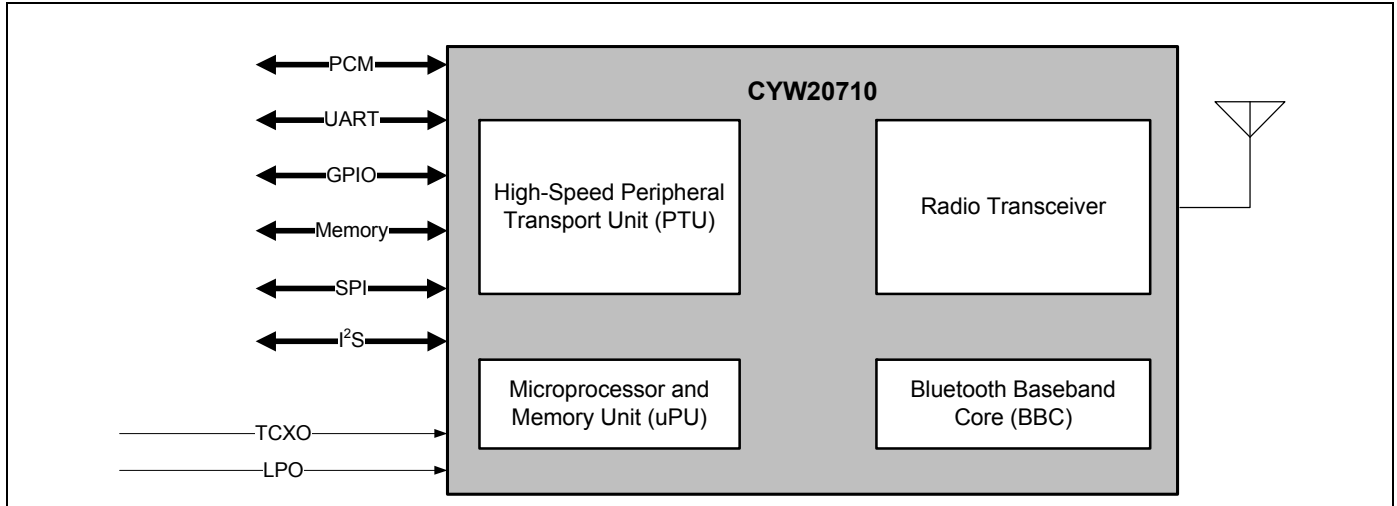 PCM
UART
GPIO
Memory
SPI
I²S
TCXO
LPO
CYW20710
High-Speed Peripheral
Transport Unit (PTU)
Radio Transceiver
Microprocessor and
Memory Unit (uPU)
Bluetooth Baseband
Core (BBC)